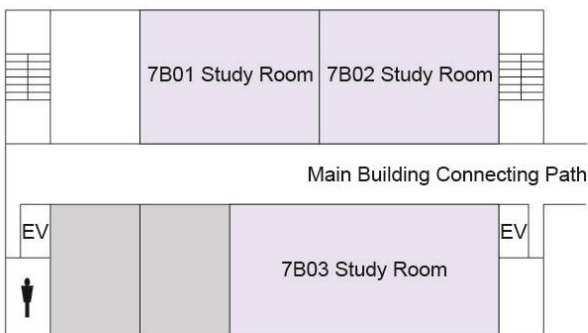 7B01 Study Room
7B02 Study Room
Main Building Connecting Path
EV
EV
7B03 Study Room